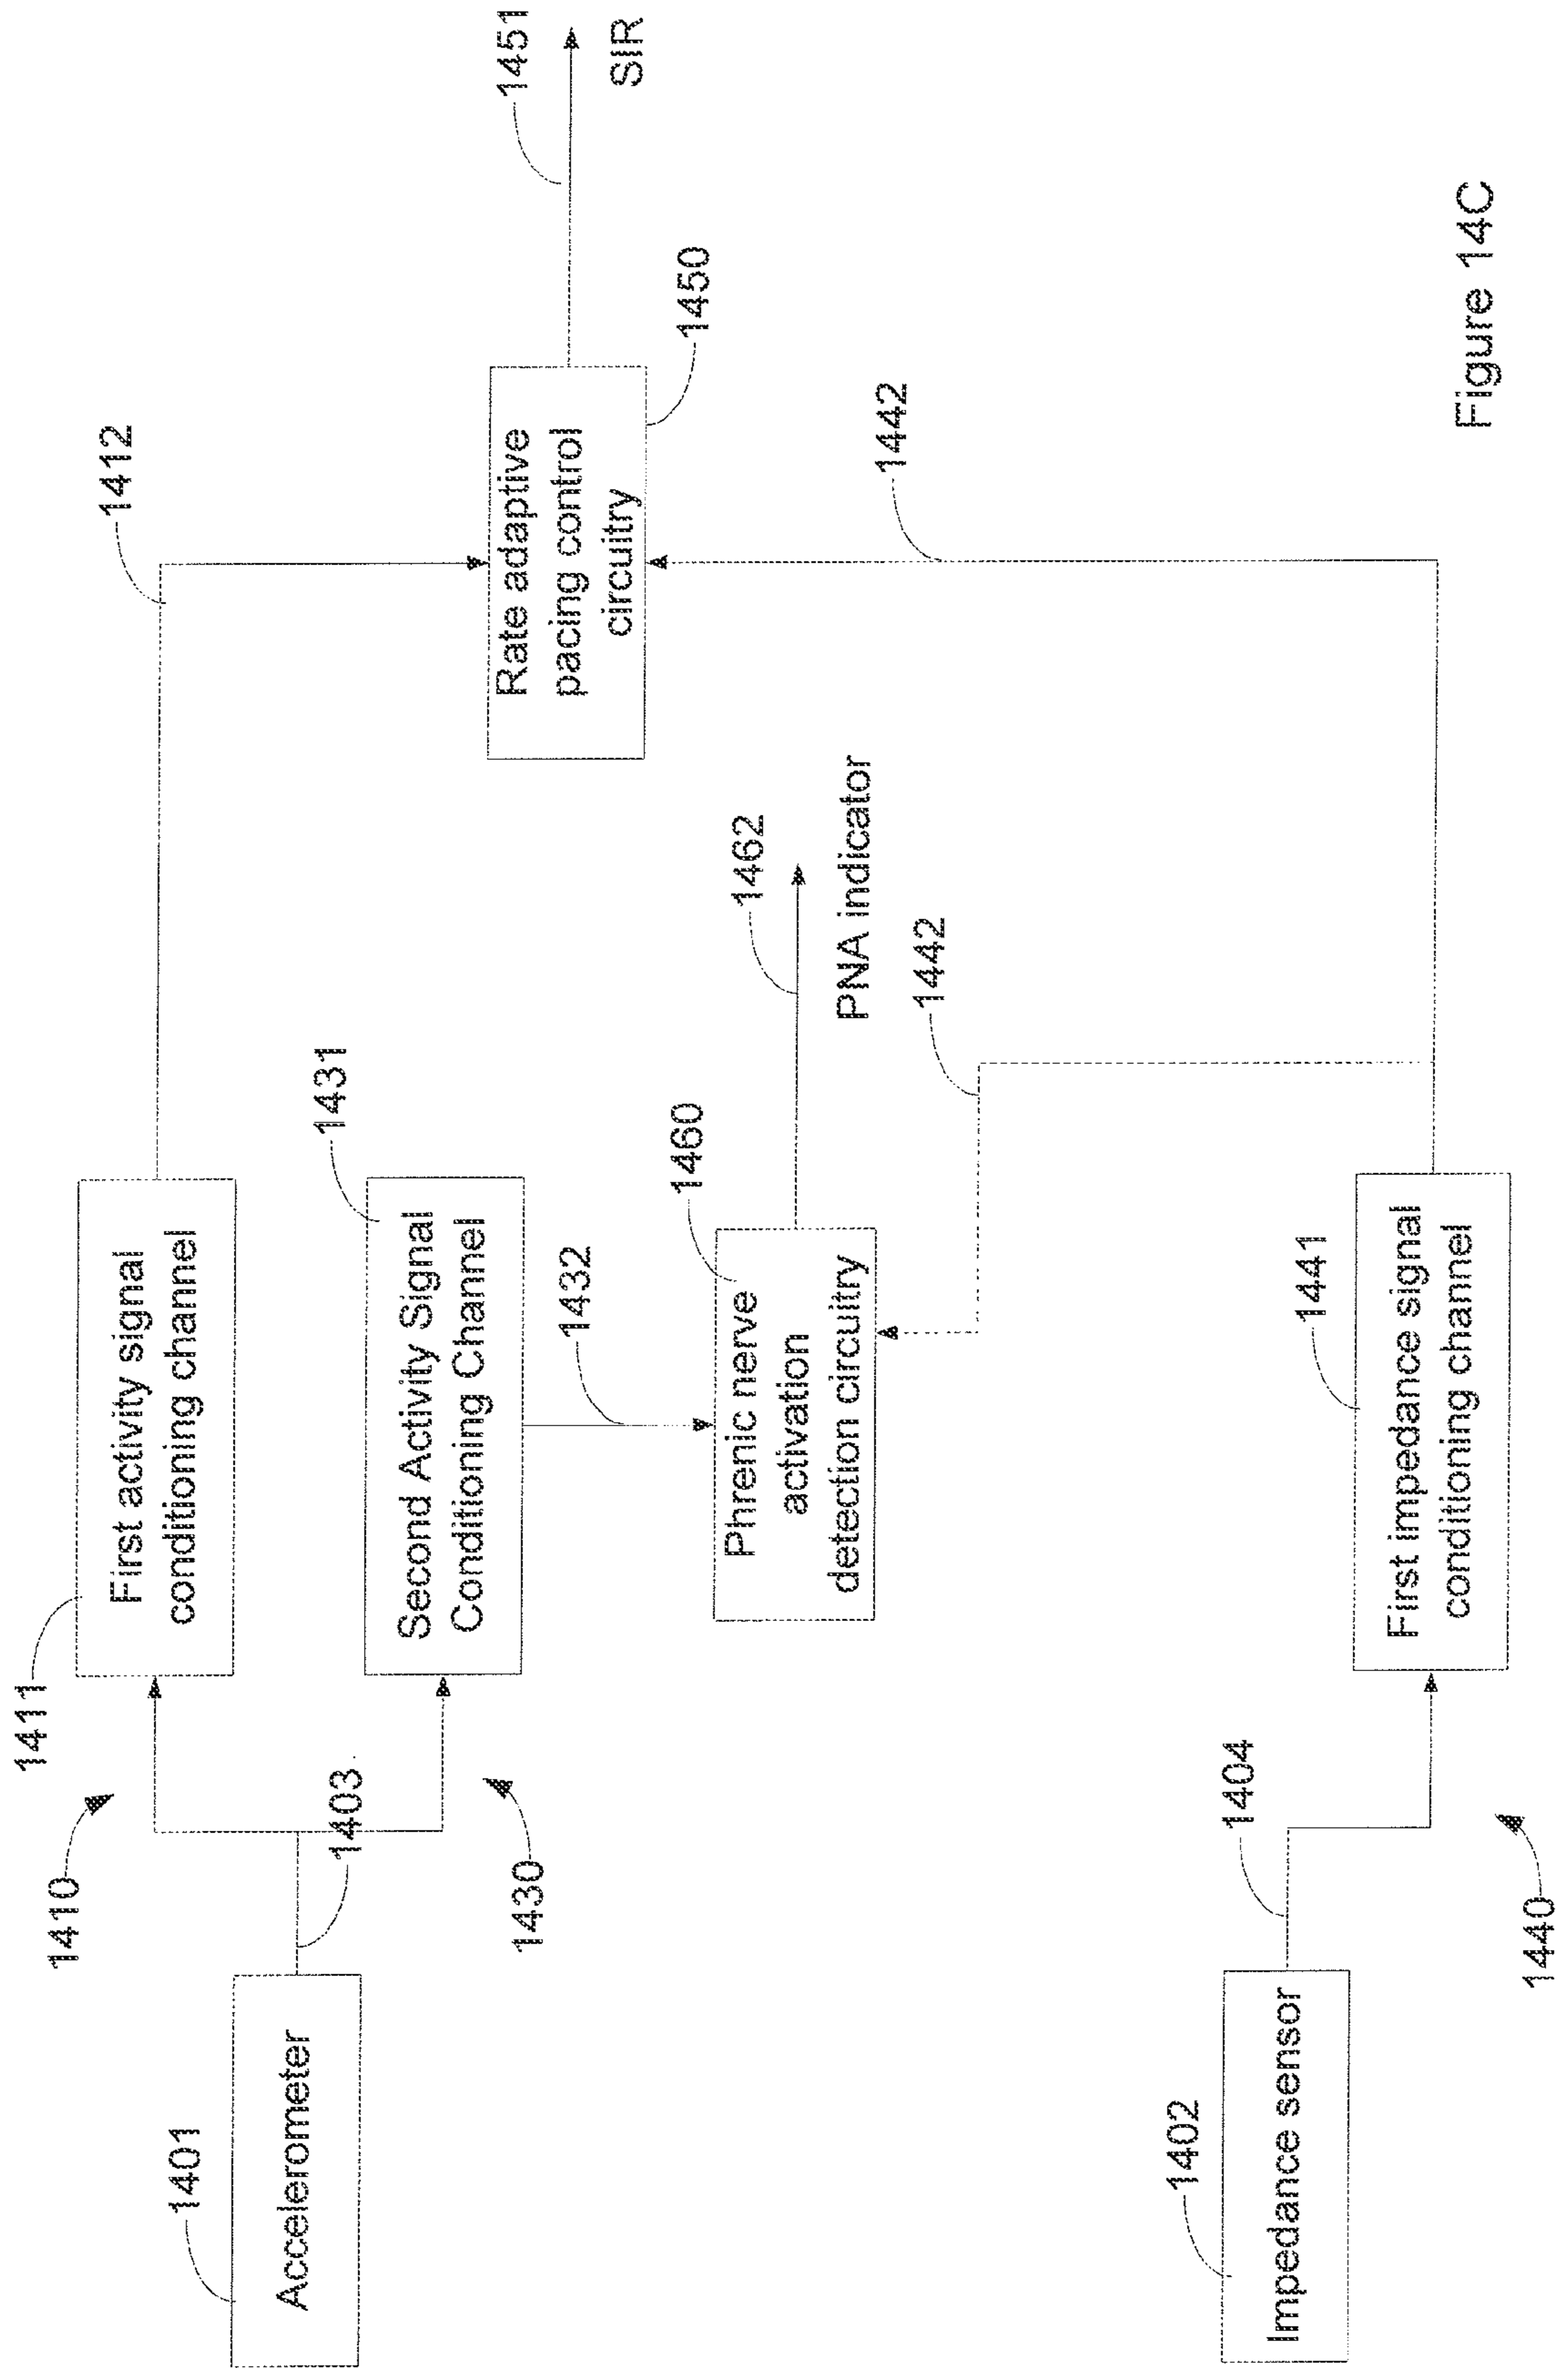 1401
Accelerometer
1403
1410
1411
First activity signal
conditioning channel
1412
1430
1431
Second Activity Signal
Conditioning Channel
1432
1460
Phrenic nerve
activation
detection circuitry
1462
PNA indicator
1442
Rate adaptive
pacing control
circuitry
1450
1451
SIR
1442
1402
Impedance sensor
1404
1440
1441
First impedance signal
conditioning channel
Figure 14C